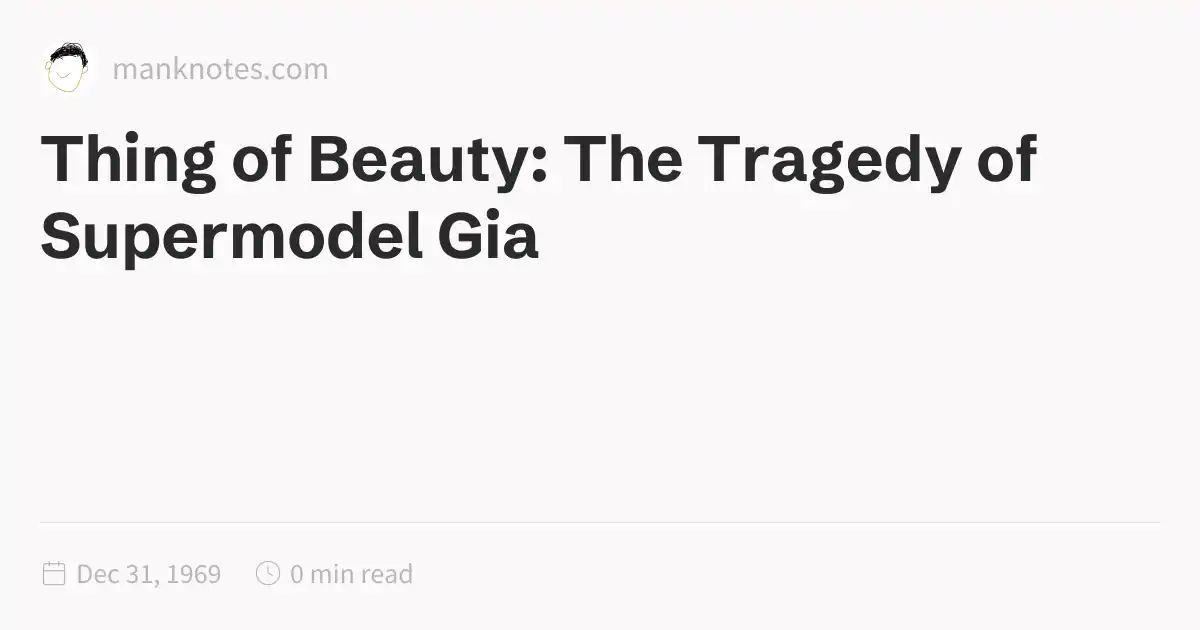 manknotes.com
Thing of Beauty: The Tragedy of
Supermodel Gia
Dec 31, 1969 0 min read